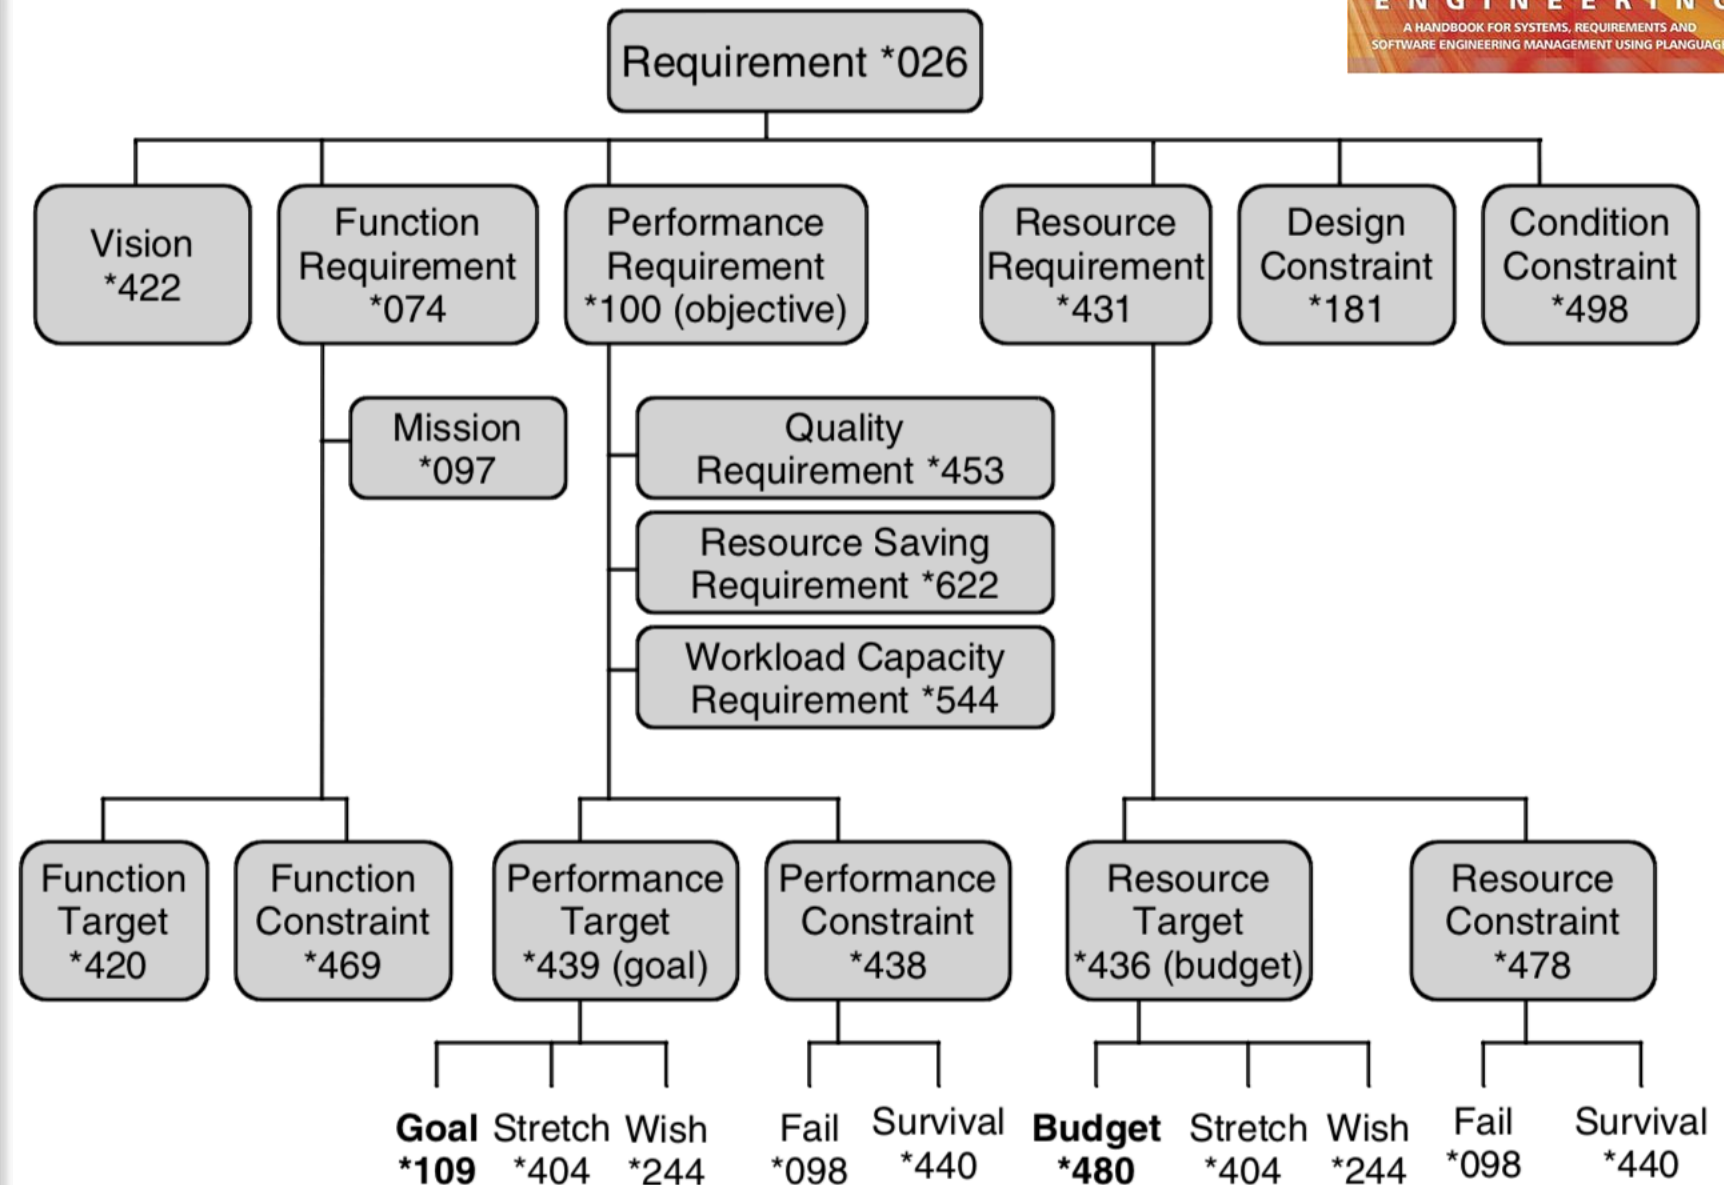 ENGINEERING
A HANDBOOK FOR SYSTEMS, REQUIREMENTS AND
SOFTWARE ENGINEERING MANAGEMENT USING PLANGUAGE
Requirement *026
Vision
*422
Function
Requirement
*074
Performance
Requirement
*100 (objective)
Resource
Requirement
*431
Design
Constraint
*181
Condition
Constraint
*498
Mission
*097
Quality
Requirement *453
Resource Saving
Requirement *622
Workload Capacity
Requirement *544
Function
Target
*420
Function
Constraint
*469
Performance
Target
*439 (goal)
Performance
Constraint
*438
Resource
Target
*436 (budget)
Resource
Constraint
*478
Goal
*109
Stretch
*404
Wish
*244
Fail
*098
Survival
*440
Budget
*480
Stretch
*404
Wish
*244
Fail
*098
Survival
*440